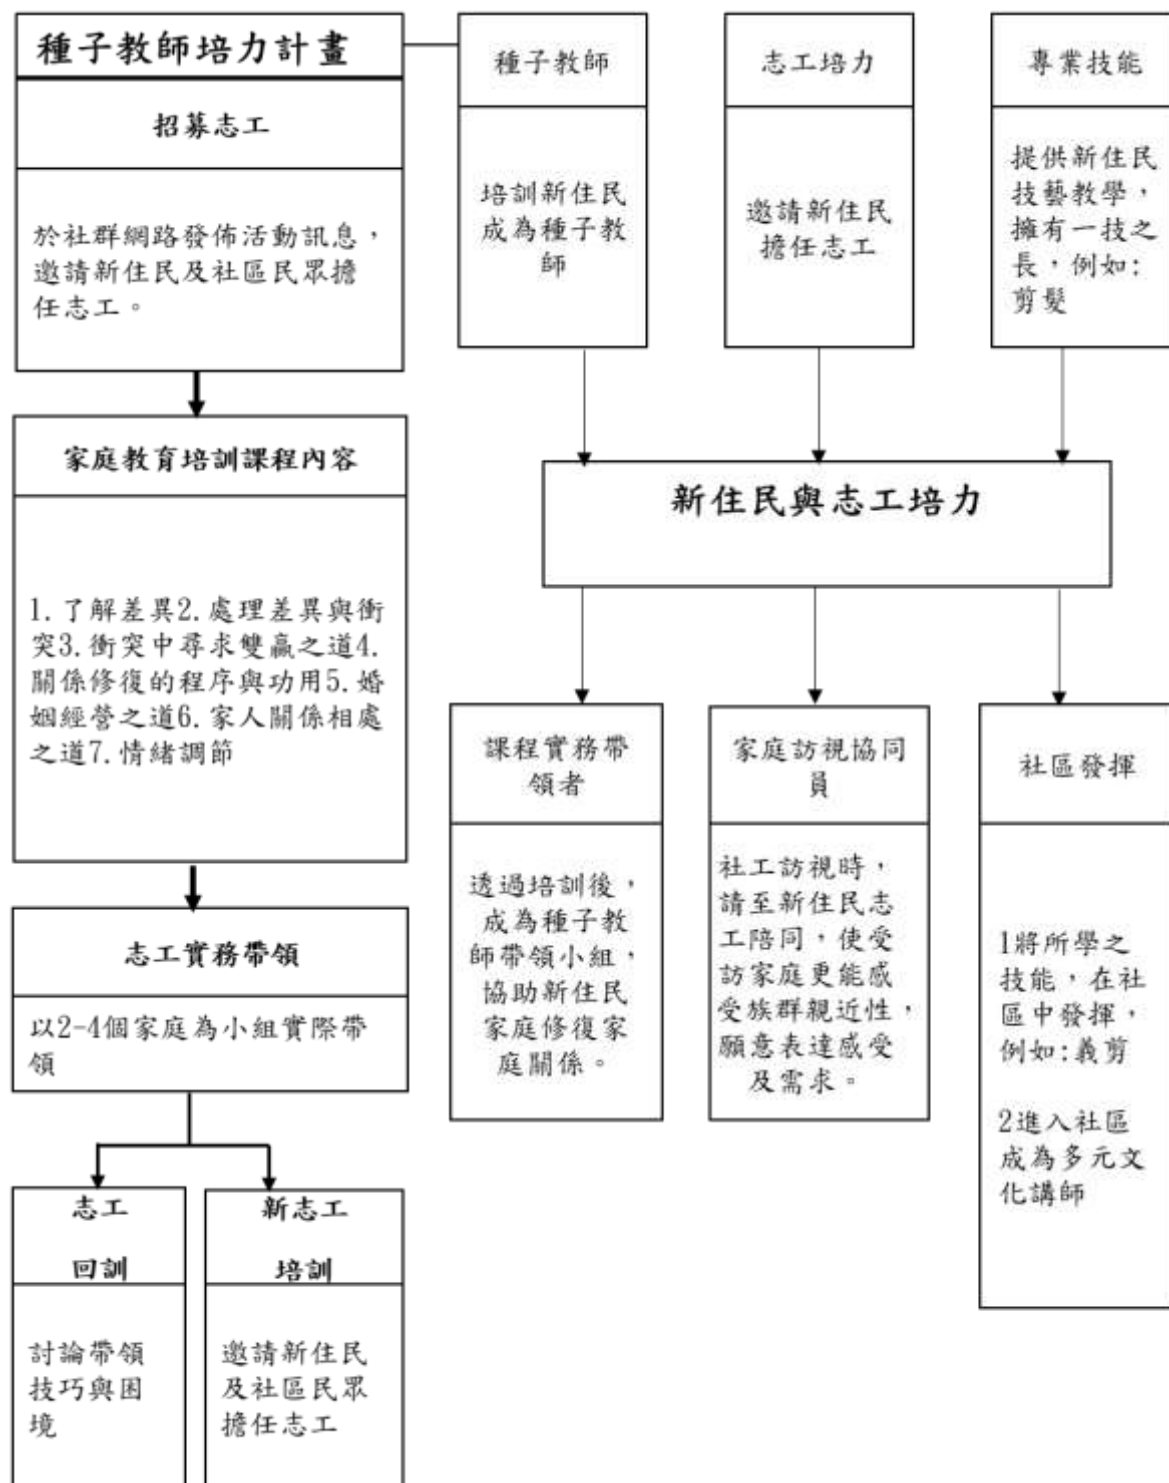 種子教師培力計畫
招募志工
於社群網路發佈活動訊息，
邀請新住民及社區民眾擔
任志工。
家庭教育培訓課程內容
1.了解差異2.處理差異與衝
突3.衝突中尋求雙贏之道4.
關係修復的程序與功用5.婚
姻經營之道6.家人關係相處
之道7.情緒調節
志工實務帶領
以2-4個家庭為小組實際帶
領
志工
回訓
討論帶領
技巧與困
境
新志工
培訓
邀請新住民
及社區民眾
擔任志工
種子教師
培訓新住民
成為種子教
師
志工培力
邀請新住民
擔任志工
專業技能
提供新住民
技藝教學，
擁有一技之
長，例如:
剪髮
新住民與志工培力
課程實務帶
領者
透過培訓後，
成為種子教
師帶領小組，
協助新住民
家庭修復家
庭關係。
家庭訪視協同
員
社工訪視時，
請至新住民志
工陪同，使受
訪家庭更能感
受族群親近性，
願意表達感受
及需求。
社區發揮
1將所學之
技能，在社
區中發揮，
例如:義剪
2進入社區
成為多元文
化講師